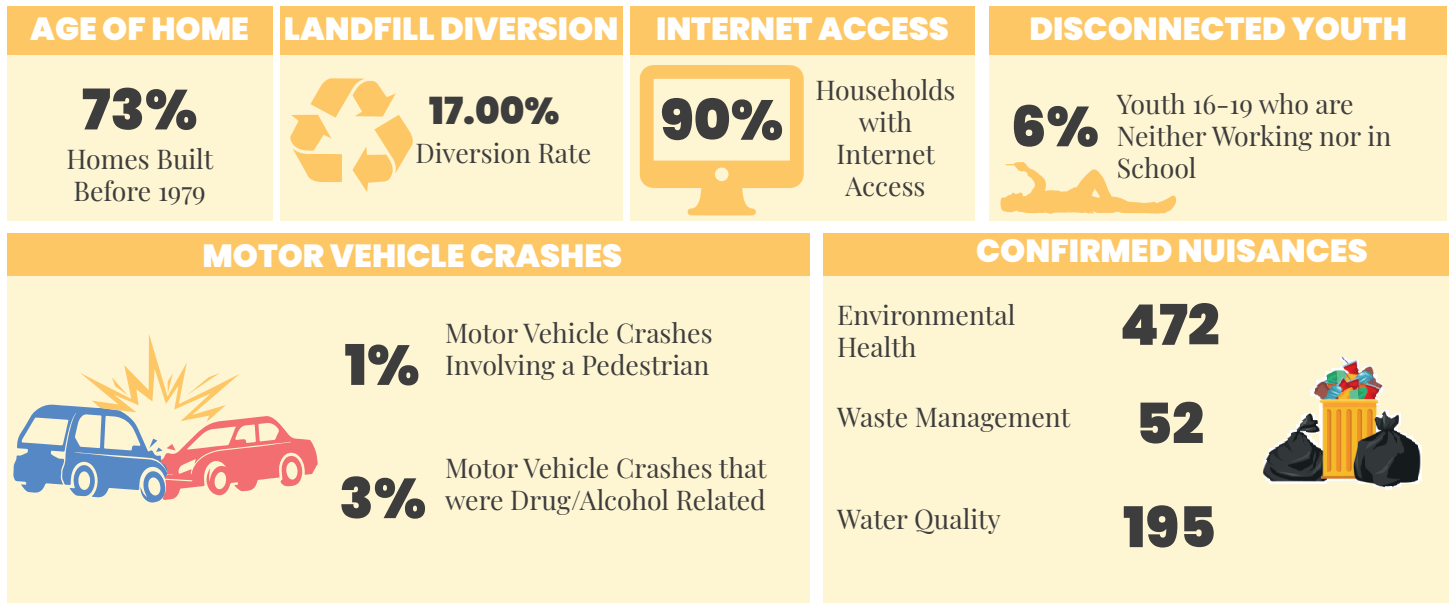 AGE OF HOME
73%
Homes Built
Before 1979
LANDFILL DIVERSION
17.00%
Diversion Rate
INTERNET ACCESS
90%
Households
with
Internet
Access
DISCONNECTED YOUTH
6%
Youth 16-19 who are
Neither Working nor in
School
MOTOR VEHICLE CRASHES
1%
Motor Vehicle Crashes
Involving a Pedestrian
3%
Motor Vehicle Crashes that
were Drug/Alcohol Related
CONFIRMED NUISANCES
Environmental
Health
472
Waste Management
52
Water Quality
195